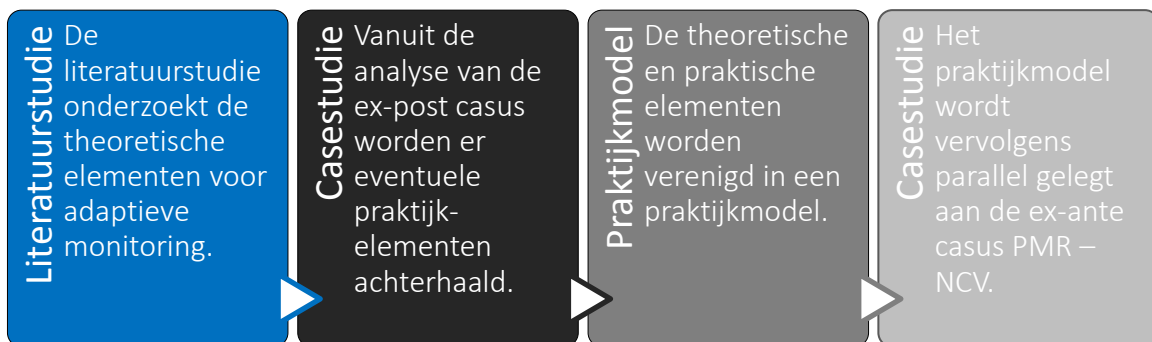 Literatuurstudie
De
literatuurstudie
onderzoekt de
theoretische
elementen voor
adaptieve
monitoring.
Casestudie
Vanuit de
analyse van de
ex-post casus
worden er
eventuele
praktijk-
elementen
achterhaald.
Praktijkmodel
De theoretische
en praktische
elementen
worden
verenigd in een
praktijkmodel.
Casestudie
Het
praktijkmodel
wordt
vervolgens
parallel gelegt
aan de ex-ante
casus PMR –
NCV.